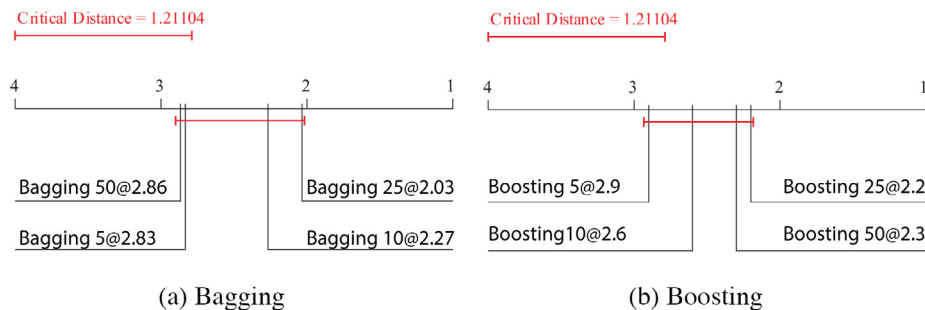 Critical Distance = 1.21104
4 3 2 1
Bagging 50@2.86 Bagging 25@2.03
Bagging 5@2.83 Bagging 10@2.27
(a) Bagging
Critical Distance = 1.21104
4 3 2 1
Boosting 5@2.9 Boosting 25@2.2
Boosting10@2.6 Boosting 50@2.3
(b) Boosting